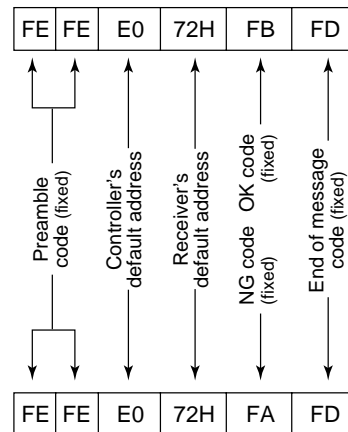 FE FE E0 72H FB FD
Preamble
code (fixed)
Controller's
default address
Receiver's
default address
OK code
(fixed)
NG code
(fixed)
End of message
code (fixed)
FE FE E0 72H FA FD